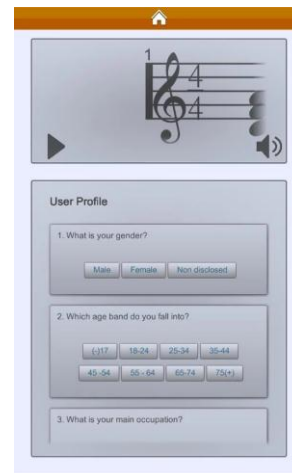 1
4
4
User Profile
1. What is your gender?
Male Female Non disclosed
2. Which age band do you fall into?
(-)17 18-24 25-34 35-44
45 -54 55 - 64 65-74 75(+)
3. What is your main occupation?